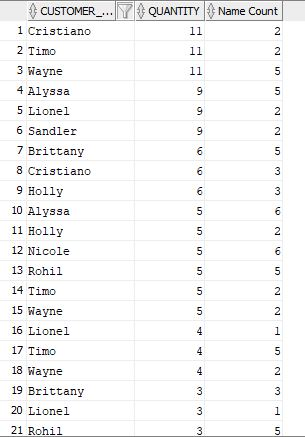 CUSTOMER_... QUANTITY Name Count
1 Cristiano 11 2
2 Timo 11 2
3 Wayne 11 5
4 Alyssa 9 5
5 Lionel 9 2
6 Sandler 9 2
7 Brittany 6 5
8 Cristiano 6 3
9 Holly 6 3
10 Alyssa 5 6
11 Holly 5 2
12 Nicole 5 6
13 Rohil 5 5
14 Timo 5 2
15 Wayne 5 2
16 Lionel 4 1
17 Timo 4 5
18 Wayne 4 2
19 Brittany 3 3
20 Lionel 3 1
21 Rohil 3 5